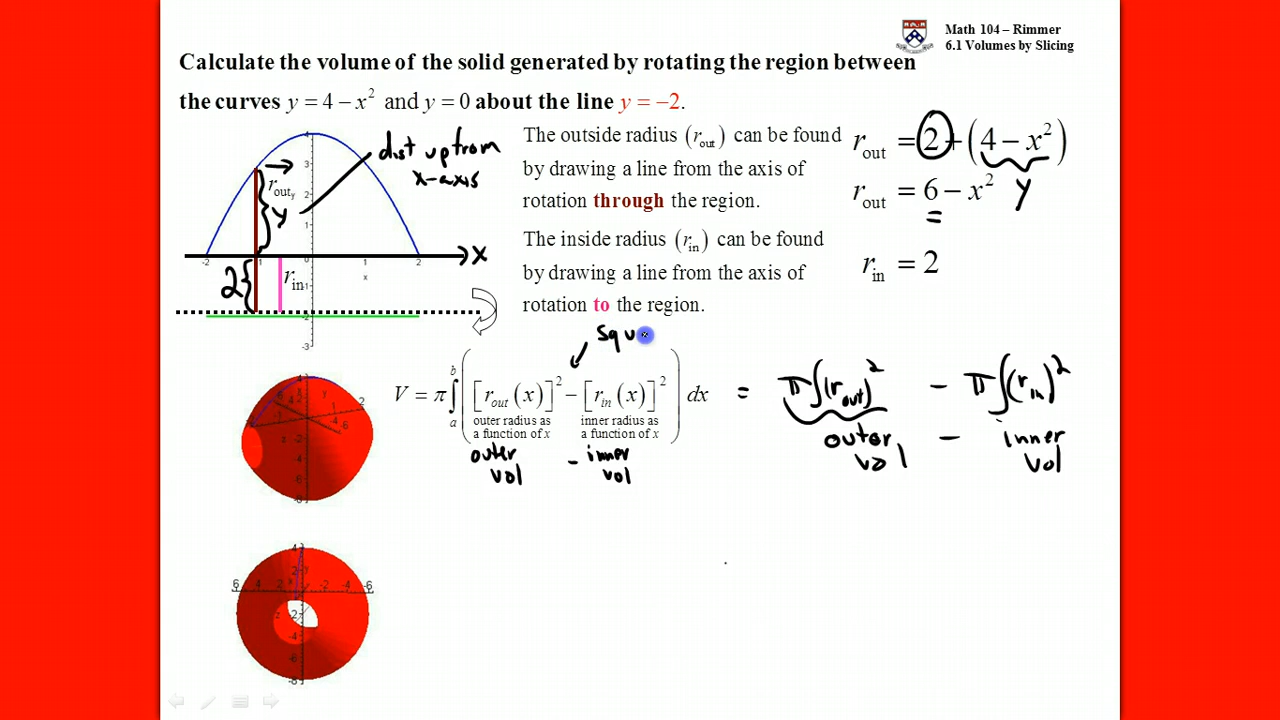 Math 104 – Rimmer
6.1 Volumes by Slicing
Calculate the volume of the solid generated by rotating the region between
the curves y = 4 − x² and y = 0 about the line y = −2.
The outside radius (r_out) can be found
by drawing a line from the axis of
rotation through the region.
r_out = 2 + (4 − x²)
y
r_out = 6 − x²
The inside radius (r_in) can be found
by drawing a line from the axis of
rotation to the region.
r_in = 2
dist up from
x-axis
r_out
y
x
2
r_in
squ
V = π ∫ₐᵇ ( [r_out (x)]² − [r_in (x)]² ) dx = π∫(r_out)² − π∫(r_in)²
outer radius as
a function of x
inner radius as
a function of x
outer vol − inner vol
outer vol − inner vol